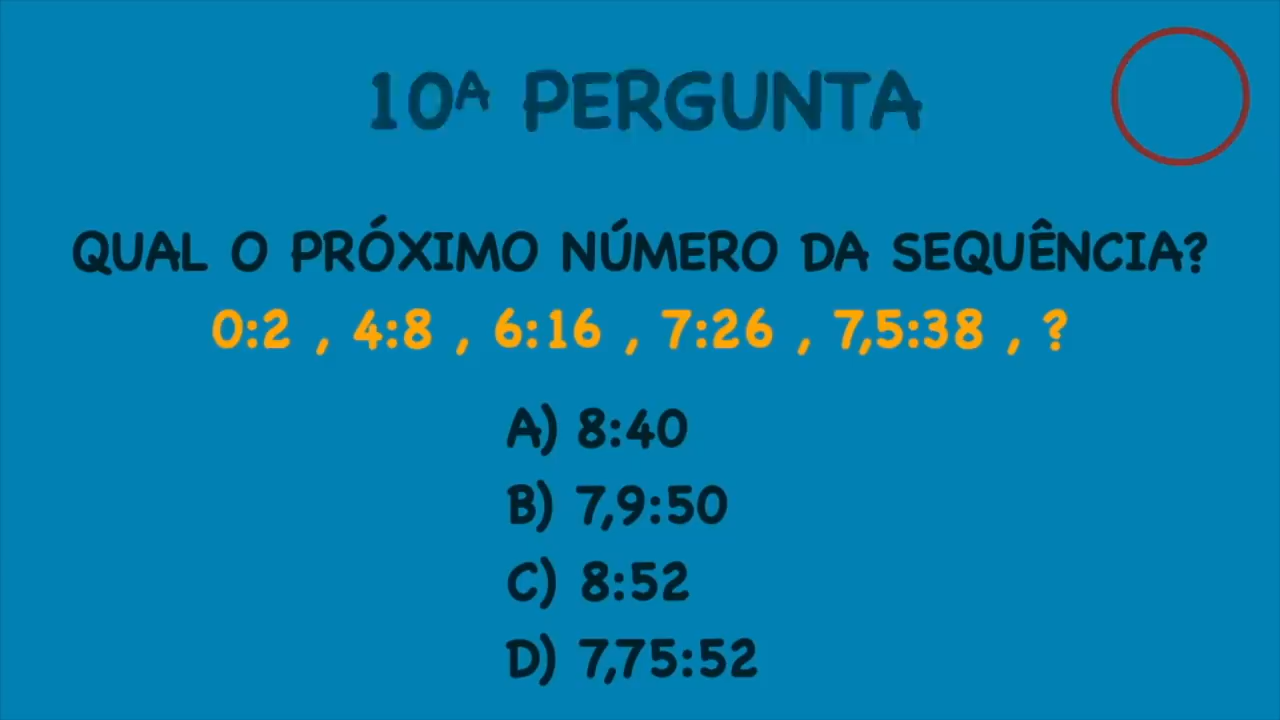 10ª PERGUNTA
QUAL O PRÓXIMO NÚMERO DA SEQUÊNCIA?
0:2 , 4:8 , 6:16 , 7:26 , 7,5:38 , ?
A) 8:40
B) 7,9:50
C) 8:52
D) 7,75:52